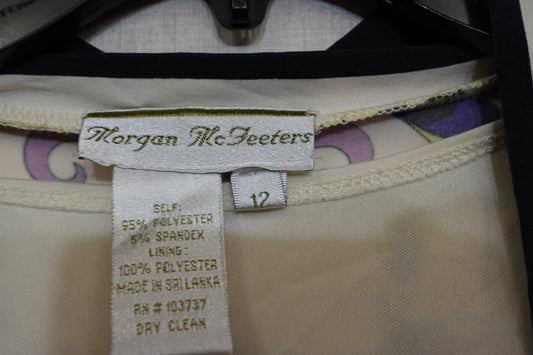 Morgan McFeeters
12
SELF:
95% POLYESTER
5% SPANDEX
LINING:
100% POLYESTER
MADE IN SRI LANKA
RN # 103737
DRY CLEAN